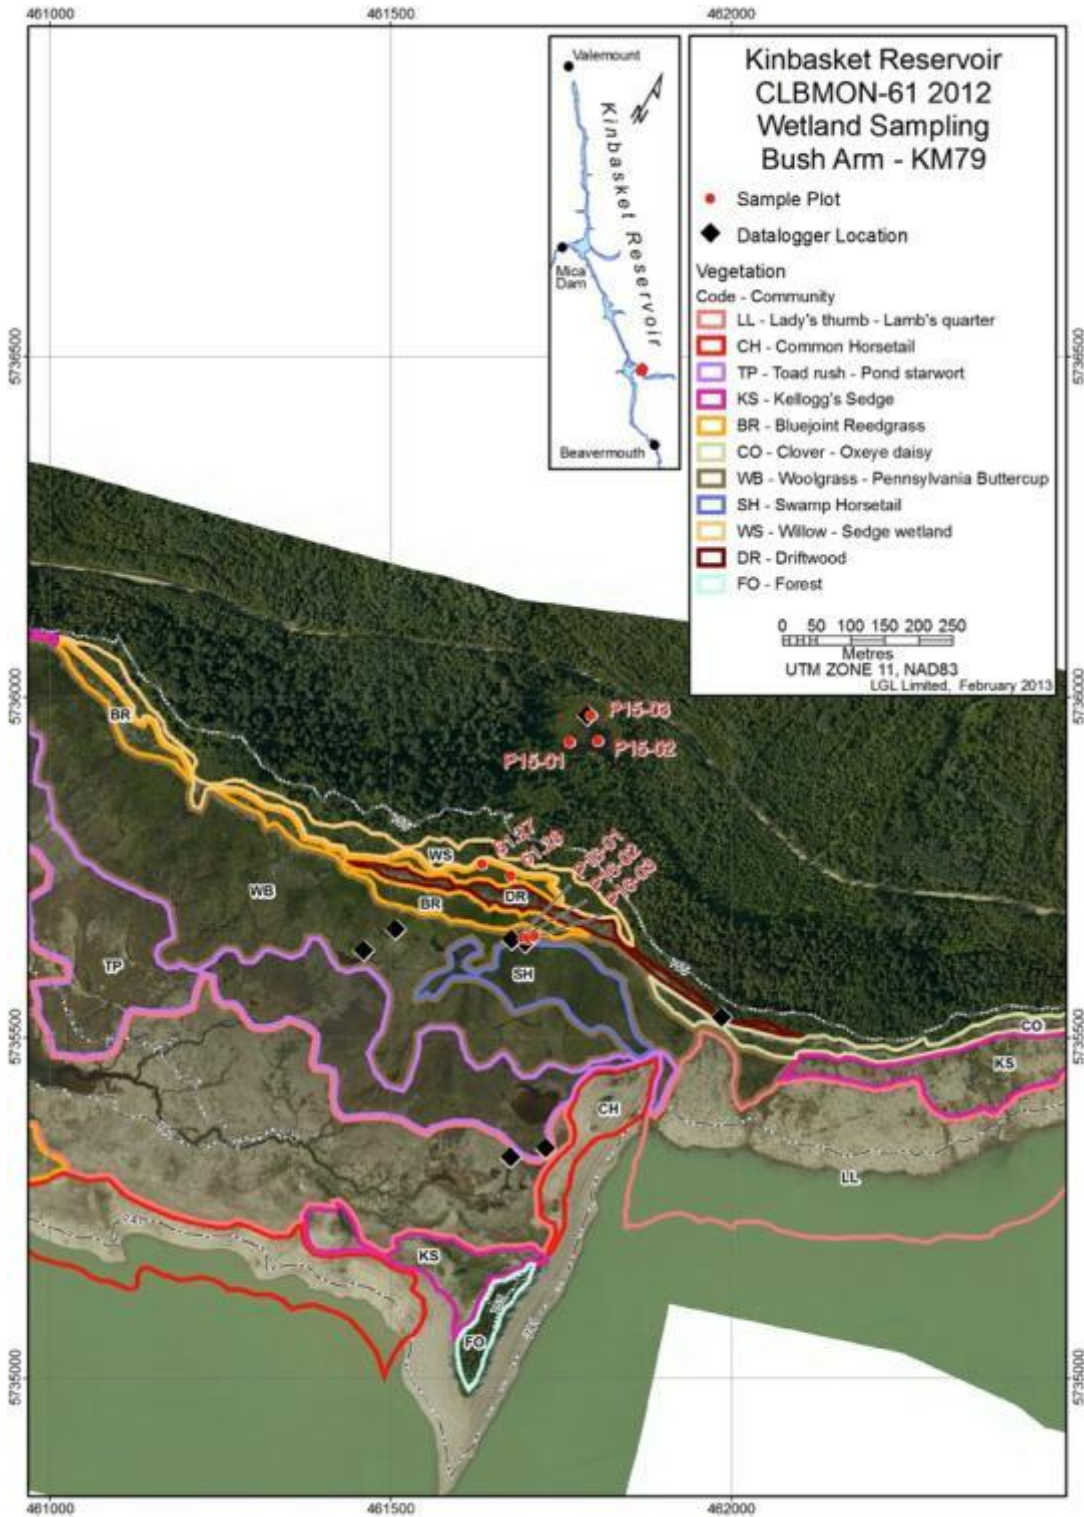 461000 461500 462000
Kinbasket Reservoir
CLBMON-61 2012
Wetland Sampling
Bush Arm - KM79
Sample Plot
Datalogger Location
Vegetation
Code - Community
LL - Lady's thumb - Lamb's quarter
CH - Common Horsetail
TP - Toad rush - Pond starwort
KS - Kellogg's Sedge
BR - Bluejoint Reedgrass
CO - Clover - Oxeye daisy
WB - Woolgrass - Pennsylvania Buttercup
SH - Swamp Horsetail
WS - Willow - Sedge wetland
DR - Driftwood
FO - Forest
0 50 100 150 200 250
Metres
UTM ZONE 11, NAD83
LGL Limited, February 2013
Valemount
N
Kinbasket Reservoir
Mica
Dam
Beavermouth
5736500
5736500
5736000
5736000
P15-03
P15-01
P15-02
BR
WS
DR
WB
BR
TP
SH
5735500
5735500
CO
KS
CH
LL
KS
FO
5735000
5735000
461000 461500 462000